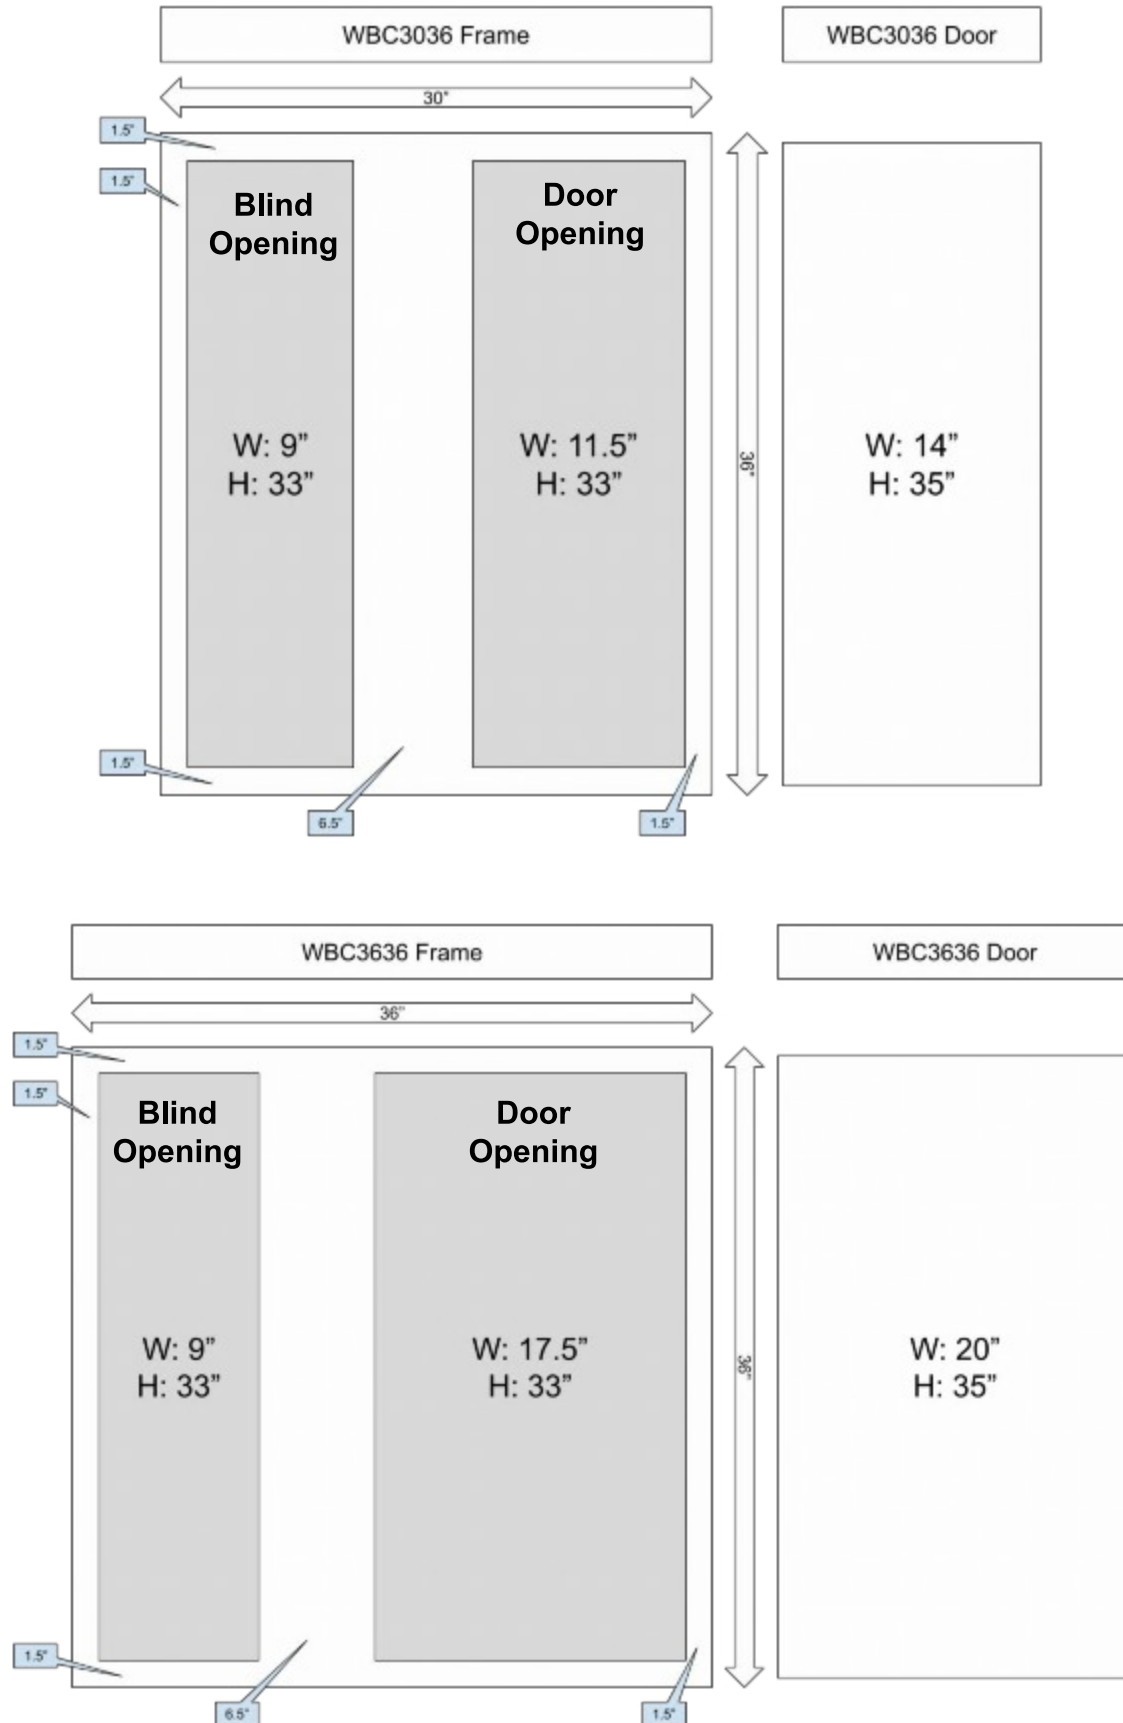 WBC3036 Frame
WBC3036 Door
30"
1.5"
1.5"
Blind
Opening
Door
Opening
W: 9”
H: 33”
W: 11.5”
H: 33”
36"
W: 14”
H: 35”
1.5"
6.5"
1.5"
WBC3636 Frame
WBC3636 Door
36"
1.5"
1.5"
Blind
Opening
Door
Opening
W: 9”
H: 33”
W: 17.5”
H: 33”
36"
W: 20”
H: 35”
1.5"
6.5"
1.5"